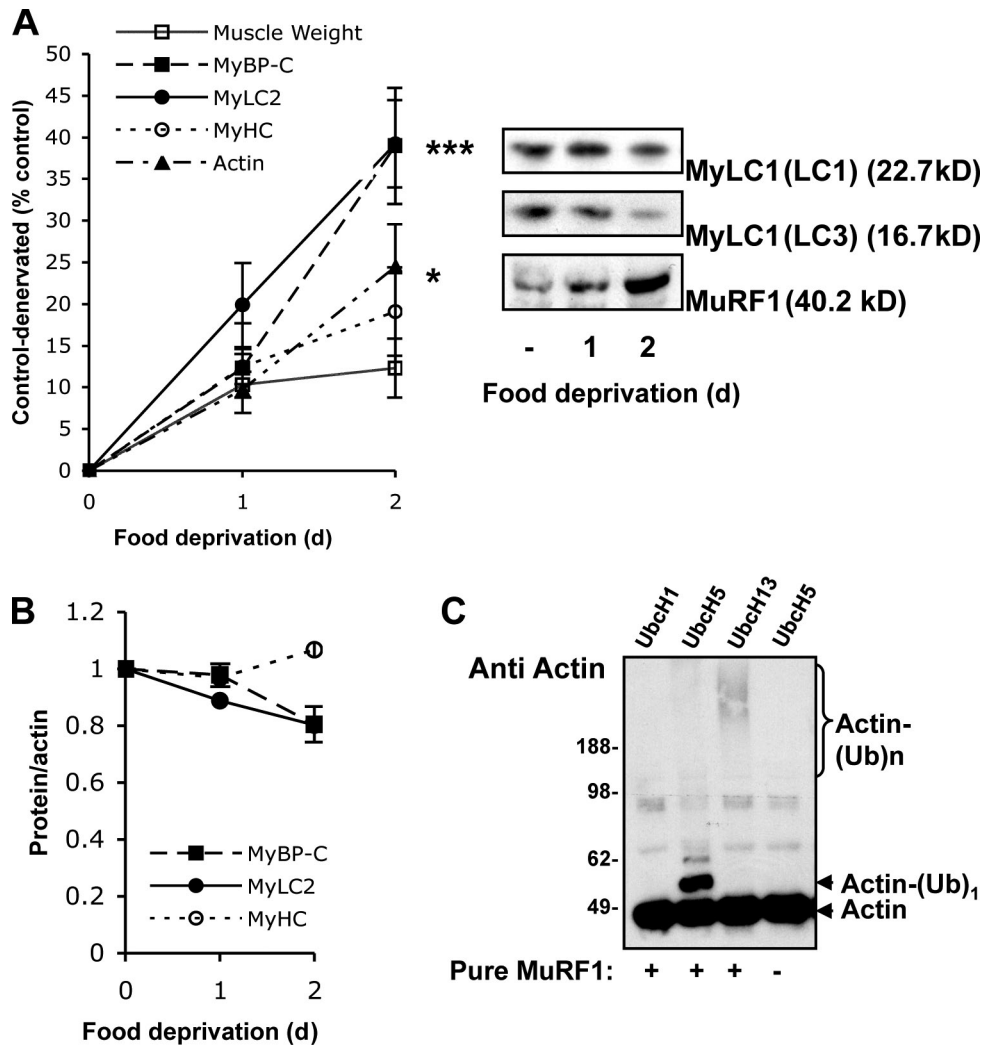 A
Muscle Weight
MyBP-C
MyLC2
MyHC
Actin
Control-denervated (% control)
50
45
40
35
30
25
20
15
10
5
0
0 1 2
Food deprivation (d)
***
*
MyLC1(LC1) (22.7kD)
MyLC1(LC3) (16.7kD)
MuRF1(40.2 kD)
- 1 2
Food deprivation (d)
B
Protein/actin
1.2
1
0.8
0.6
0.4
0.2
0
MyBP-C
MyLC2
MyHC
0 1 2
Food deprivation (d)
C
UbcH1 UbcH5 UbcH13 UbcH5
Anti Actin
188-
98-
62-
49-
Actin-
(Ub)n
Actin-(Ub)1
Actin
Pure MuRF1: + + + -